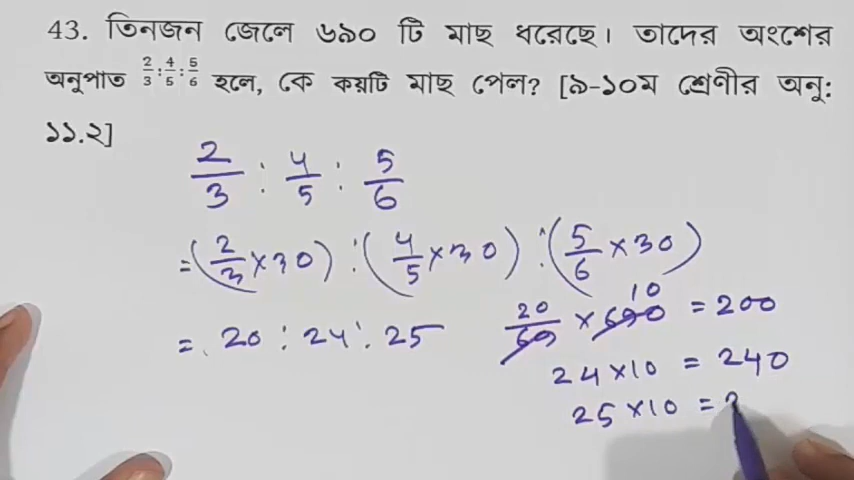 43. তিনজন জেলে ৬৯০ টি মাছ ধরেছে। তাদের অংশের
অনুপাত 2/3 : 4/5 : 5/6 হলে, কে কয়টি মাছ পেল? [৯-১০ম শ্রেণীর অনু:
১১.২]
2/3 : 4/5 : 5/6
= (2/3 × 30) : (4/5 × 30) : (5/6 × 30)
= 20 : 24 : 25
20/69 × 690 10 = 200
24 × 10 = 240
25 × 10 = 2